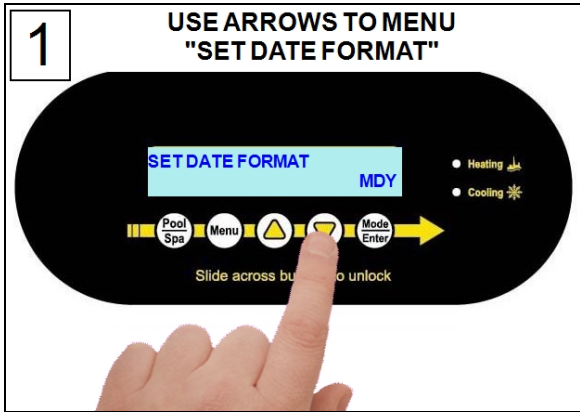 1
USE ARROWS TO MENU
"SET DATE FORMAT"
SET DATE FORMAT
MDY
Heating
Cooling
Pool
Spa
Menu
Mode
Enter
Slide across bu o unlock